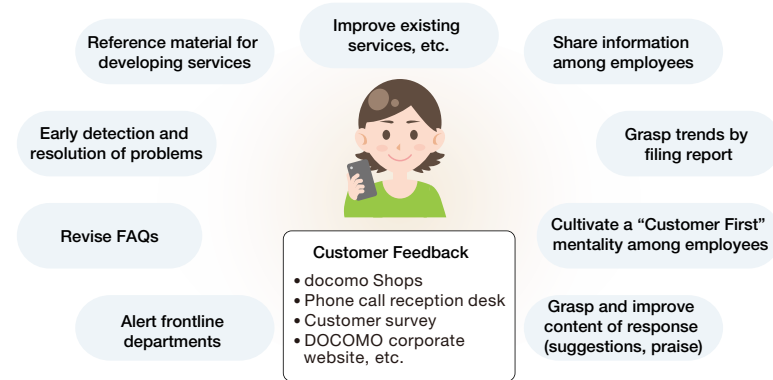 Improve existing
services, etc.
Reference material for
developing services
Share information
among employees
Early detection and
resolution of problems
Grasp trends by
filing report
Revise FAQs
Cultivate a “Customer First”
mentality among employees
Alert frontline
departments
Grasp and improve
content of response
(suggestions, praise)
Customer Feedback
• docomo Shops
• Phone call reception desk
• Customer survey
• DOCOMO corporate
website, etc.